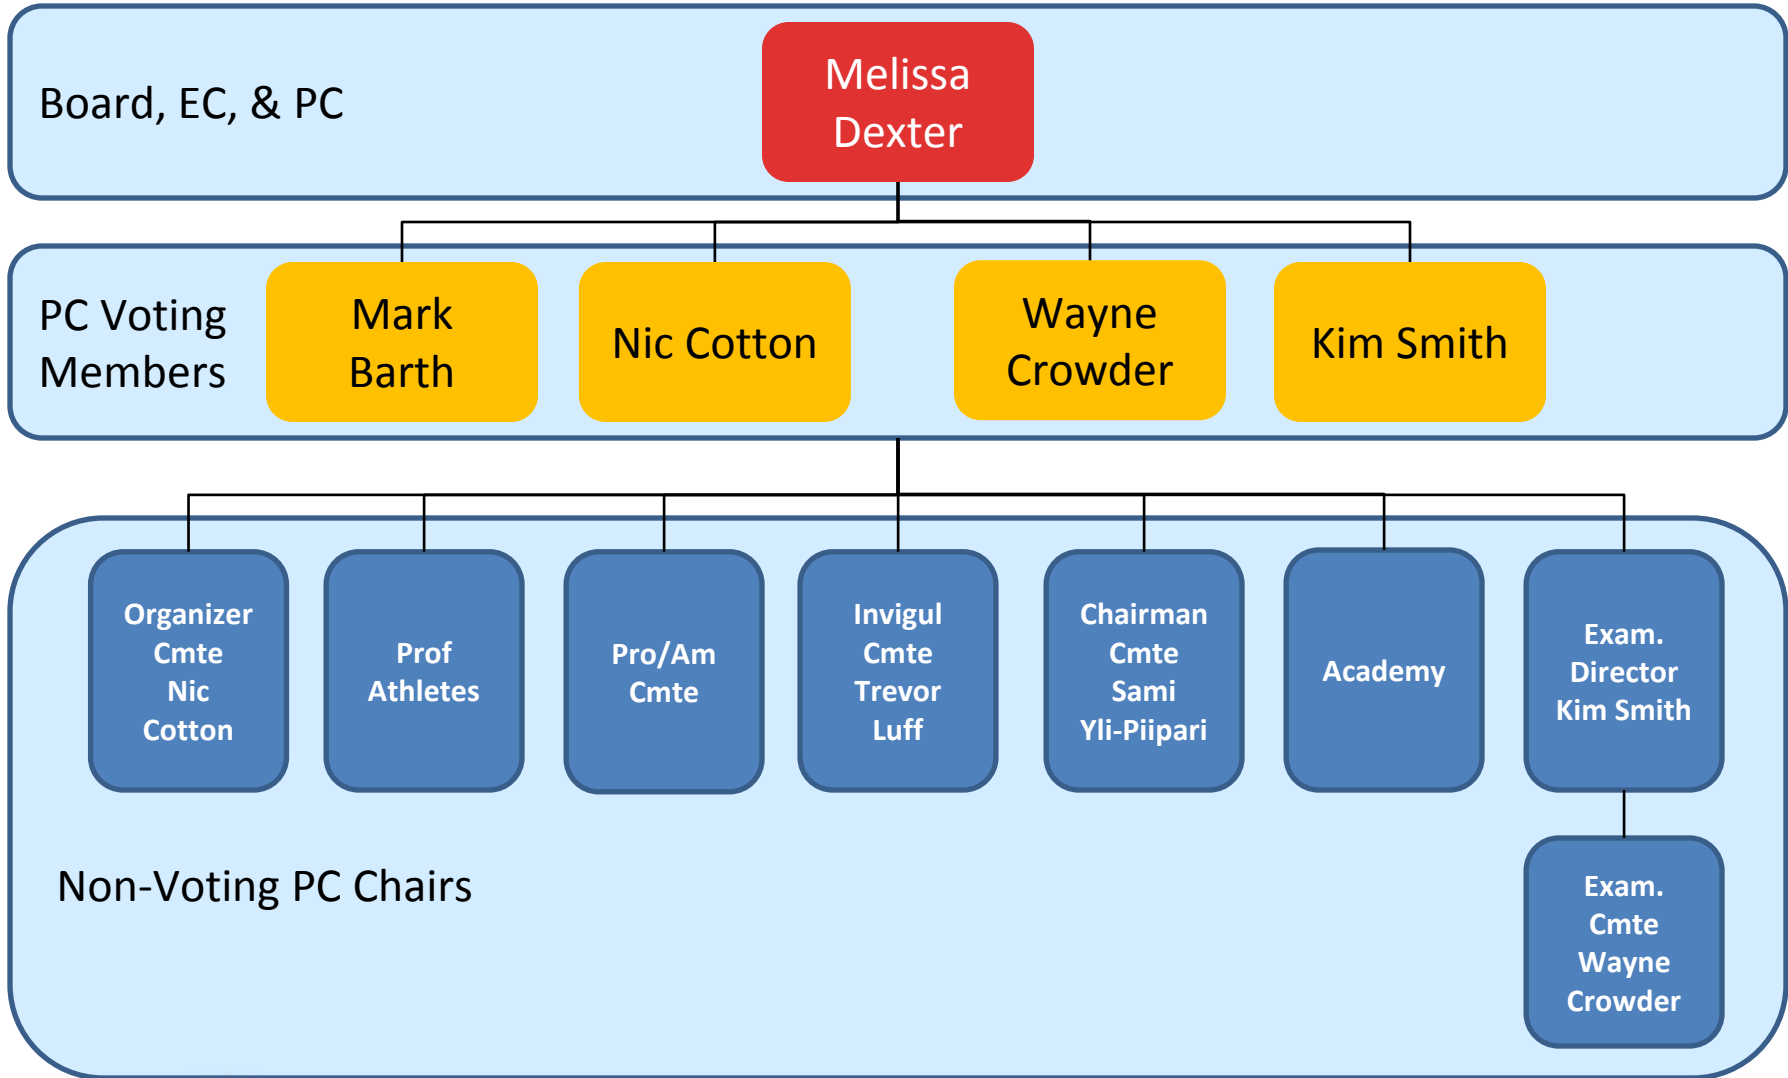 Board, EC, & PC
Melissa
Dexter
PC Voting
Members
Mark
Barth
Nic Cotton
Wayne
Crowder
Kim Smith
Organizer
Cmte
Nic
Cotton
Prof
Athletes
Pro/Am
Cmte
Invigul
Cmte
Trevor
Luff
Chairman
Cmte
Sami
Yli-Piipari
Academy
Exam.
Director
Kim Smith
Non-Voting PC Chairs
Exam.
Cmte
Wayne
Crowder